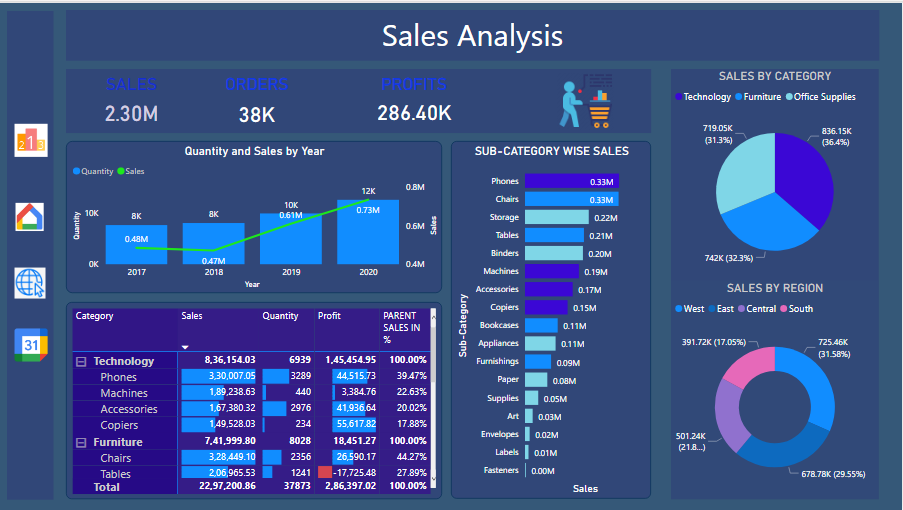 Sales Analysis
SALES ORDERS PROFITS
2.30M 38K 286.40K
Quantity and Sales by Year
Quantity Sales
Quantity
10K
0K
8K 8K 10K 12K
0.48M 0.47M 0.61M 0.73M
0.8M
0.6M
0.4M
Sales
2017 2018 2019 2020
Year
Category Sales Quantity Profit PARENT SALES IN %
Technology 8,36,154.03 6939 1,45,454.95 100.00%
Phones 3,30,007.05 3289 44,515.73 39.47%
Machines 1,89,238.63 440 3,384.76 22.63%
Accessories 1,67,380.32 2976 41,936.64 20.02%
Copiers 1,49,528.03 234 55,617.82 17.88%
Furniture 7,41,999.80 8028 18,451.27 100.00%
Chairs 3,28,449.10 2356 26,590.17 44.27%
Tables 2,06,965.53 1241 -17,725.48 27.89%
Total 22,97,200.86 37873 2,86,397.02 100.00%
SUB-CATEGORY WISE SALES
Sub-Category
Phones 0.33M
Chairs 0.33M
Storage 0.22M
Tables 0.21M
Binders 0.20M
Machines 0.19M
Accessories 0.17M
Copiers 0.15M
Bookcases 0.11M
Appliances 0.11M
Furnishings 0.09M
Paper 0.08M
Supplies 0.05M
Art 0.03M
Envelopes 0.02M
Labels 0.01M
Fasteners 0.00M
Sales
SALES BY CATEGORY
Technology Furniture Office Supplies
719.05K
(31.3%)
836.15K
(36.4%)
742K (32.3%)
SALES BY REGION
West East Central South
391.72K (17.05%)
725.46K
(31.58%)
501.24K
(21.8...)
678.78K (29.55%)
1 2 3
31